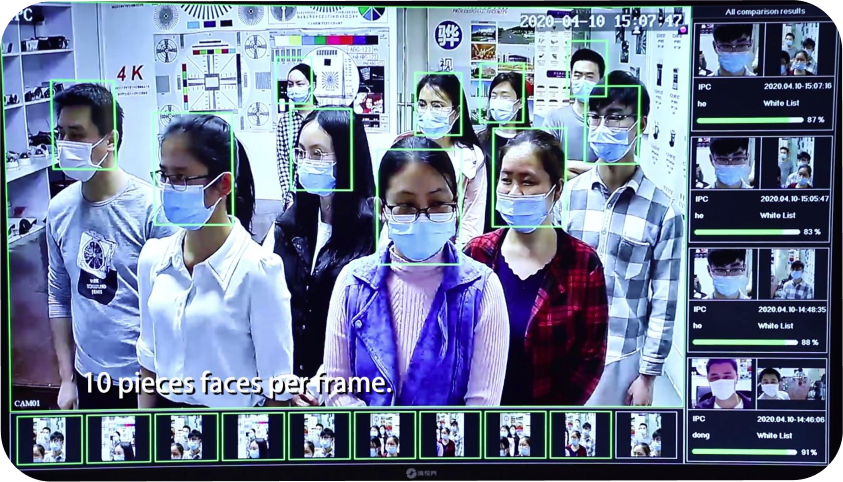 PC
2020-04-10 15:07:47
4K
骅
视
10 pieces faces per frame.
CAM01
All comparison results
IPC 2020.04.10-15:07:16
he White List
87 %
IPC 2020.04.10-15:05:47
he White List
83 %
IPC 2020.04.10-14:48:35
he White List
88 %
IPC 2020.04.10-14:46:06
dong White List
91 %